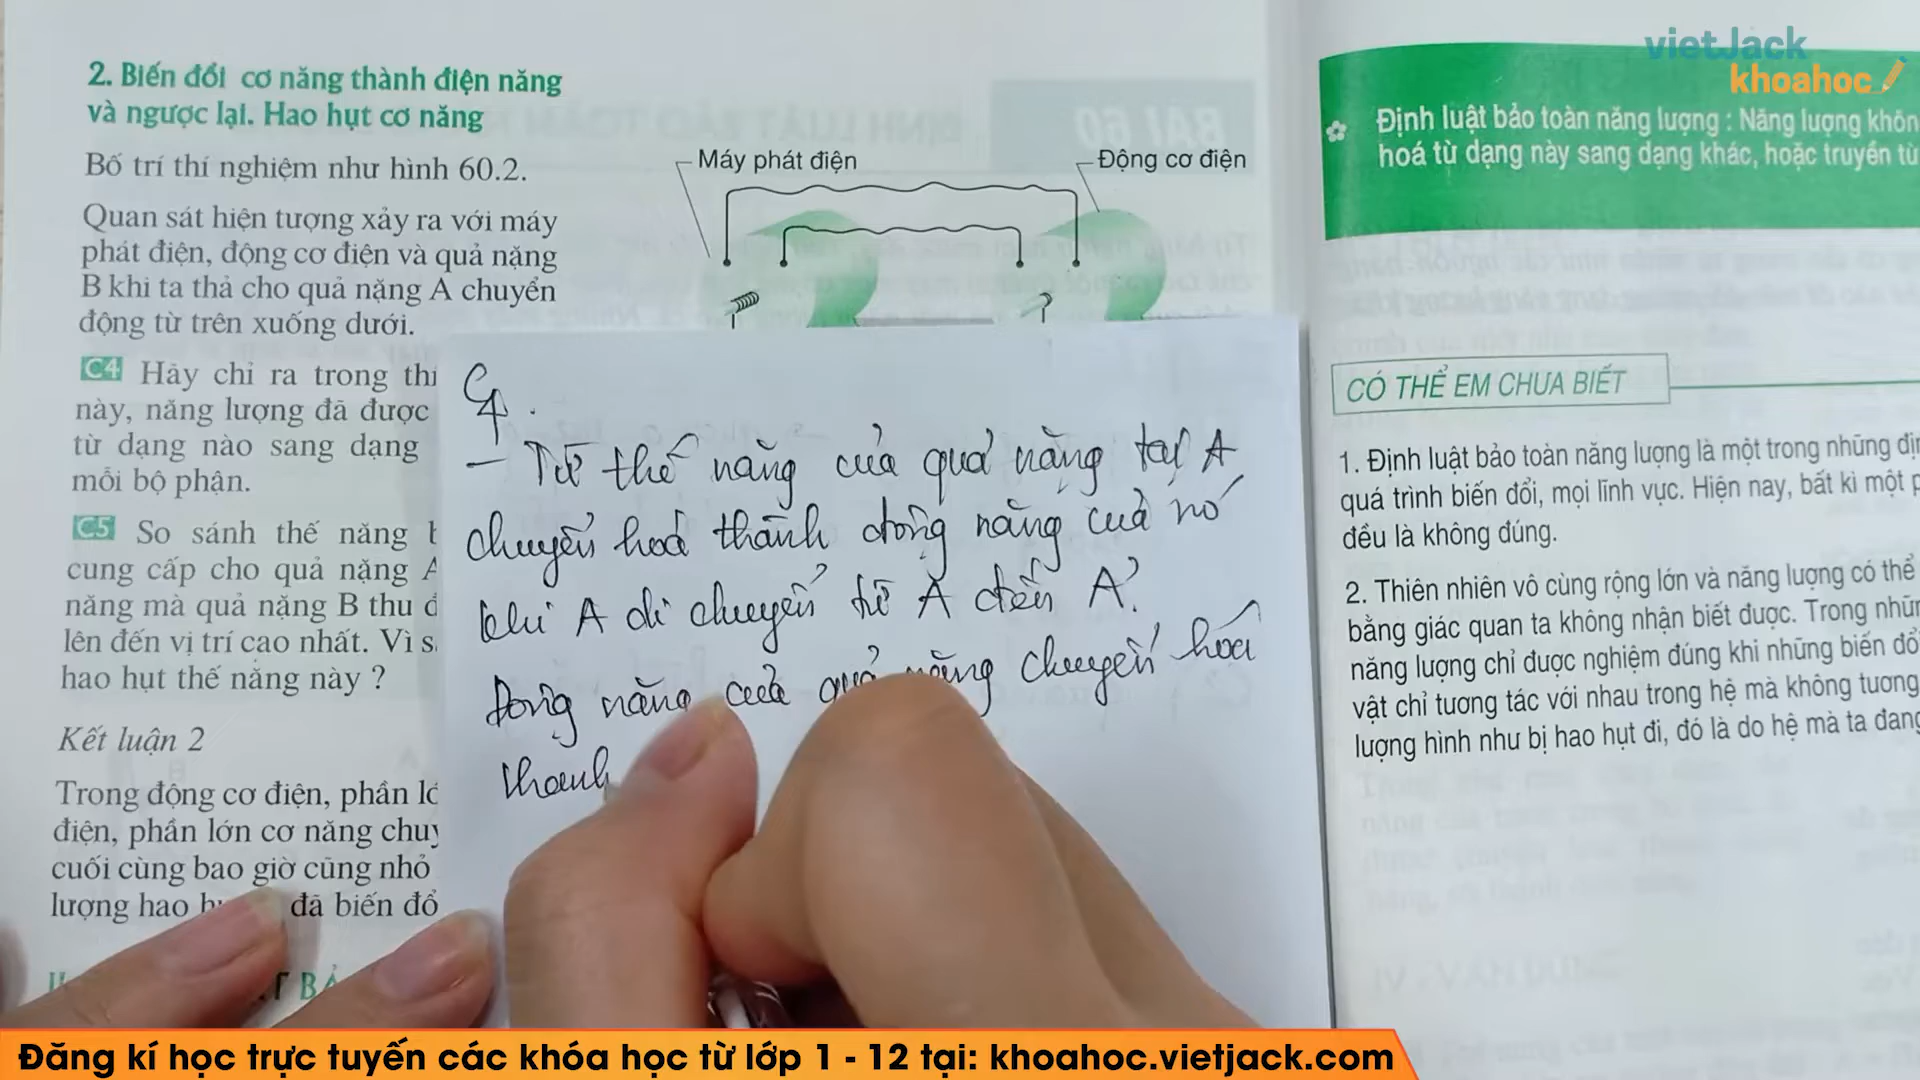 vietJack
khoahoc
2. Biến đổi cơ năng thành điện năng
và ngược lại. Hao hụt cơ năng
Bố trí thí nghiệm như hình 60.2.
Quan sát hiện tượng xảy ra với máy
phát điện, động cơ điện và quả nặng
B khi ta thả cho quả nặng A chuyển
động từ trên xuống dưới.
C4 Hãy chỉ ra trong thí
này, năng lượng đã được
từ dạng nào sang dạng
mỗi bộ phận.
C5 So sánh thế năng b
cung cấp cho quả nặng A
năng mà quả nặng B thu đ
lên đến vị trí cao nhất. Vì s
hao hụt thế năng này ?
Kết luận 2
Trong động cơ điện, phần lớ
điện, phần lớn cơ năng chuy
cuối cùng bao giờ cũng nhỏ
lượng hao đã biến đổ
Máy phát điện
Động cơ điện
C4.
- Từ thế năng của quả nặng tại A
chuyển hoá thành động năng của nó
khi A di chuyển từ A đến A'.
Động năng của quả nặng chuyển hóa
thanh
Định luật bảo toàn năng lượng : Năng lượng khôn
hoá từ dạng này sang dạng khác, hoặc truyền từ
CÓ THỂ EM CHƯA BIẾT
1. Định luật bảo toàn năng lượng là một trong những địn
quá trình biến đổi, mọi lĩnh vực. Hiện nay, bất kì một p
đều là không đúng.
2. Thiên nhiên vô cùng rộng lớn và năng lượng có thể
bằng giác quan ta không nhận biết được. Trong nhữn
năng lượng chỉ được nghiệm đúng khi những biến đổ
vật chỉ tương tác với nhau trong hệ mà không tương
lượng hình như bị hao hụt đi, đó là do hệ mà ta đang
Đăng kí học trực tuyến các khóa học từ lớp 1 - 12 tại: khoahoc.vietjack.com